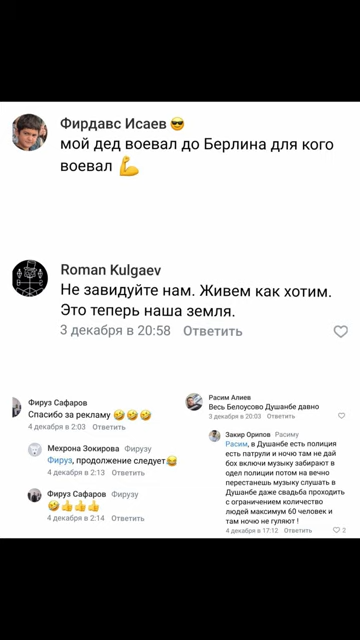 Фирдавс Исаев 😎
мой дед воевал до Берлина для кого
воевал 💪
Roman Kulgaev
Не завидуйте нам. Живем как хотим.
Это теперь наша земля.
3 декабря в 20:58 Ответить
Фируз Сафаров
Спасибо за рекламу 🤣🤣🤣
4 декабря в 2:03 Ответить
Мехрона Зокирова Фирузу
Фируз, продолжение следует😂
4 декабря в 2:13 Ответить
Фируз Сафаров Фирузу
🤣👍👍👍
4 декабря в 2:14 Ответить
Расим Алиев
Весь Белоусово Душанбе давно
3 декабря в 20:03 Ответить
Закир Орипов Расиму
Расим, в Душанбе есть полиция
есть патрули и ночю там не дай
бох включи музыку забирают в
одел полиции потом на вечно
перестанешь музыку слушать в
Душанбе даже свадьба проходить
с ограничением количество
людей максимум 60 человек и
там ночю не гуляют !
4 декабря в 17:12 Ответить 2